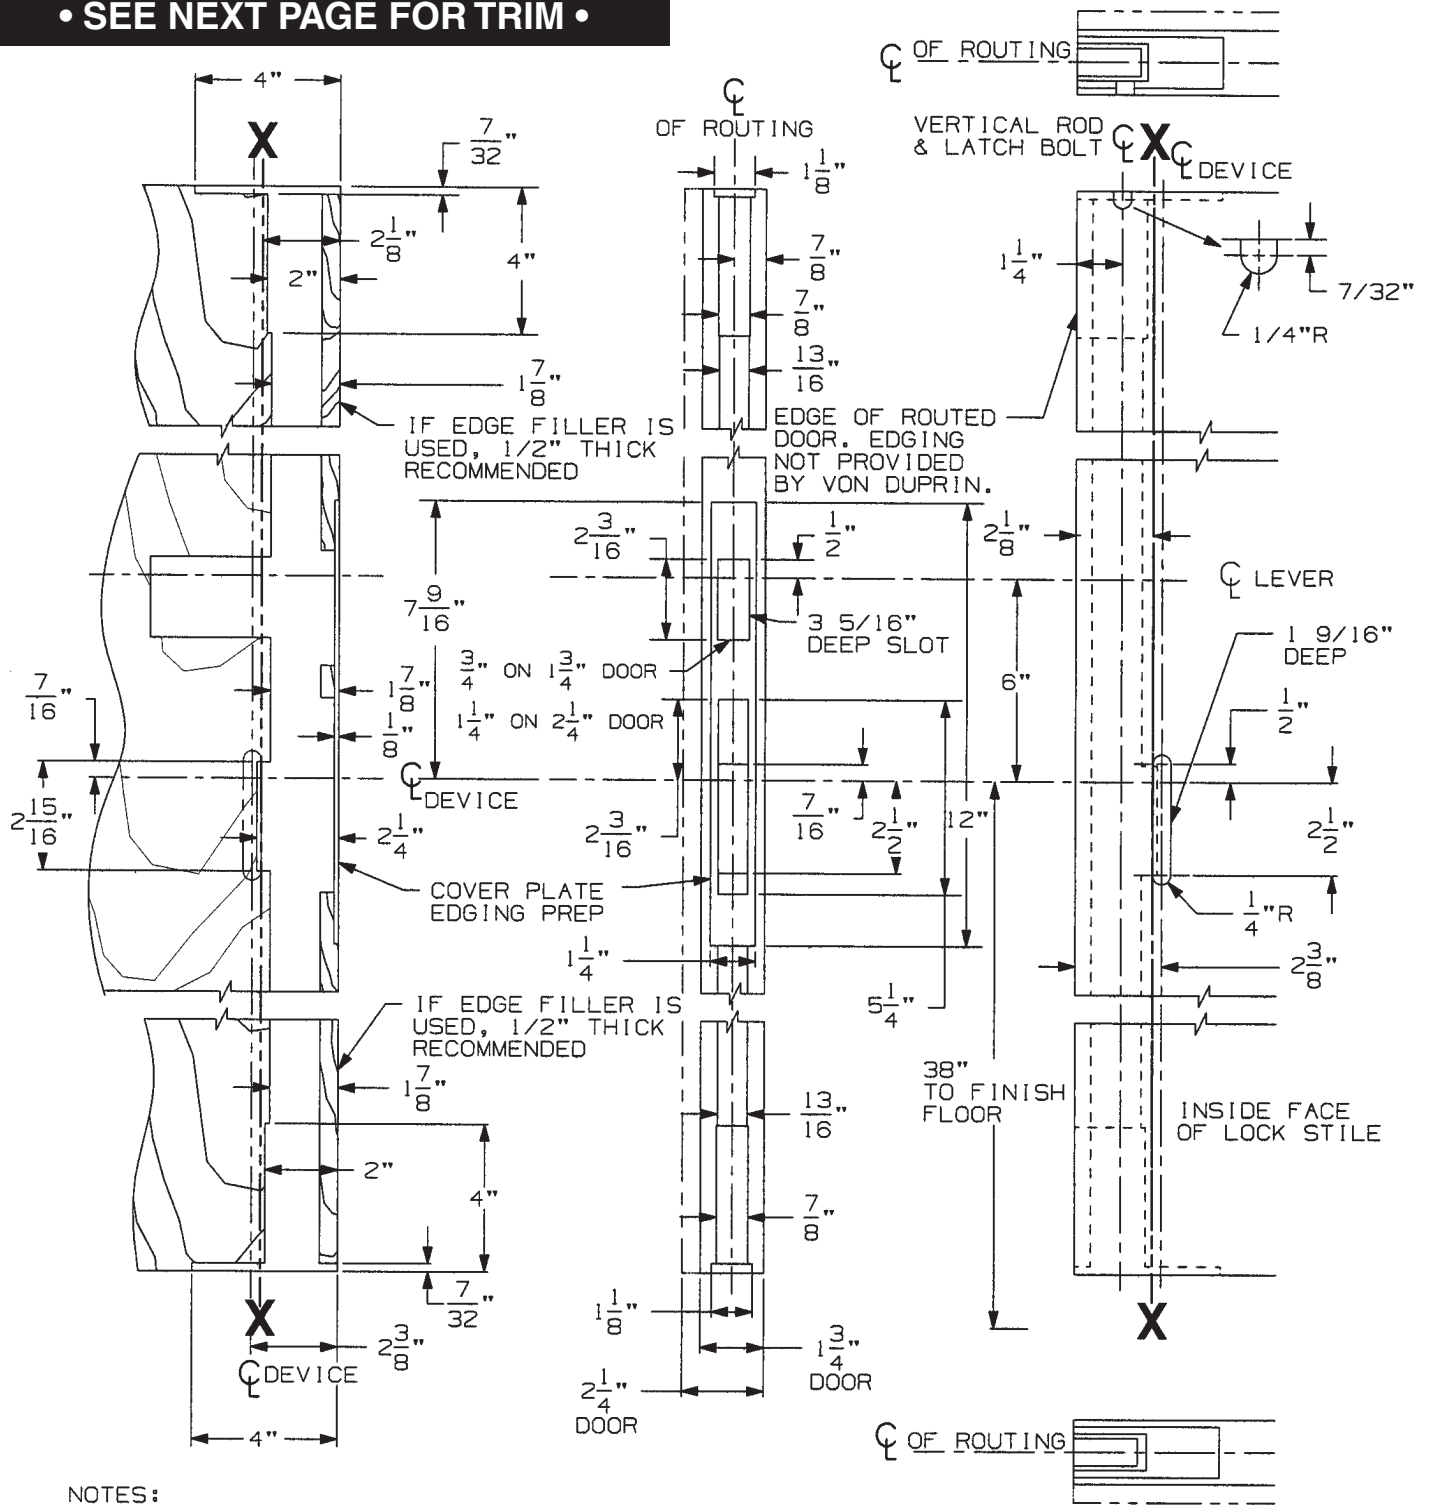 • SEE NEXT PAGE FOR TRIM •
4"
X
7/32"
2 1/8"
2"
4"
1 7/8"
IF EDGE FILLER IS
USED, 1/2" THICK
RECOMMENDED
℄
OF ROUTING
1 1/8"
7/8"
7/8"
13/16"
℄ OF ROUTING
VERTICAL ROD
& LATCH BOLT ℄ X ℄ DEVICE
1 1/4"
7/32"
1/4"R
EDGE OF ROUTED
DOOR. EDGING
NOT PROVIDED
BY VON DUPRIN.
7 9/16"
2 3/16"
1/2"
2 1/8"
℄ LEVER
3 5/16"
DEEP SLOT
1 9/16"
DEEP
3/4" ON 1 3/4" DOOR
1 1/4" ON 2 1/4" DOOR
6"
7/16"
1 7/8"
1/8"
1/2"
℄ DEVICE
2 15/16"
2 1/4"
2 3/16"
7/16"
2 1/2"
12"
2 1/2"
COVER PLATE
EDGING PREP
1/4"R
1 1/4"
5 1/4"
2 3/8"
IF EDGE FILLER IS
USED, 1/2" THICK
RECOMMENDED
1 7/8"
38"
TO FINISH
FLOOR
13/16"
INSIDE FACE
OF LOCK STILE
2"
4"
7/8"
7/32"
1 1/8"
X
X
2 3/8"
℄ DEVICE
1 3/4"
DOOR
2 1/4"
DOOR
4"
℄ OF ROUTING
NOTES: